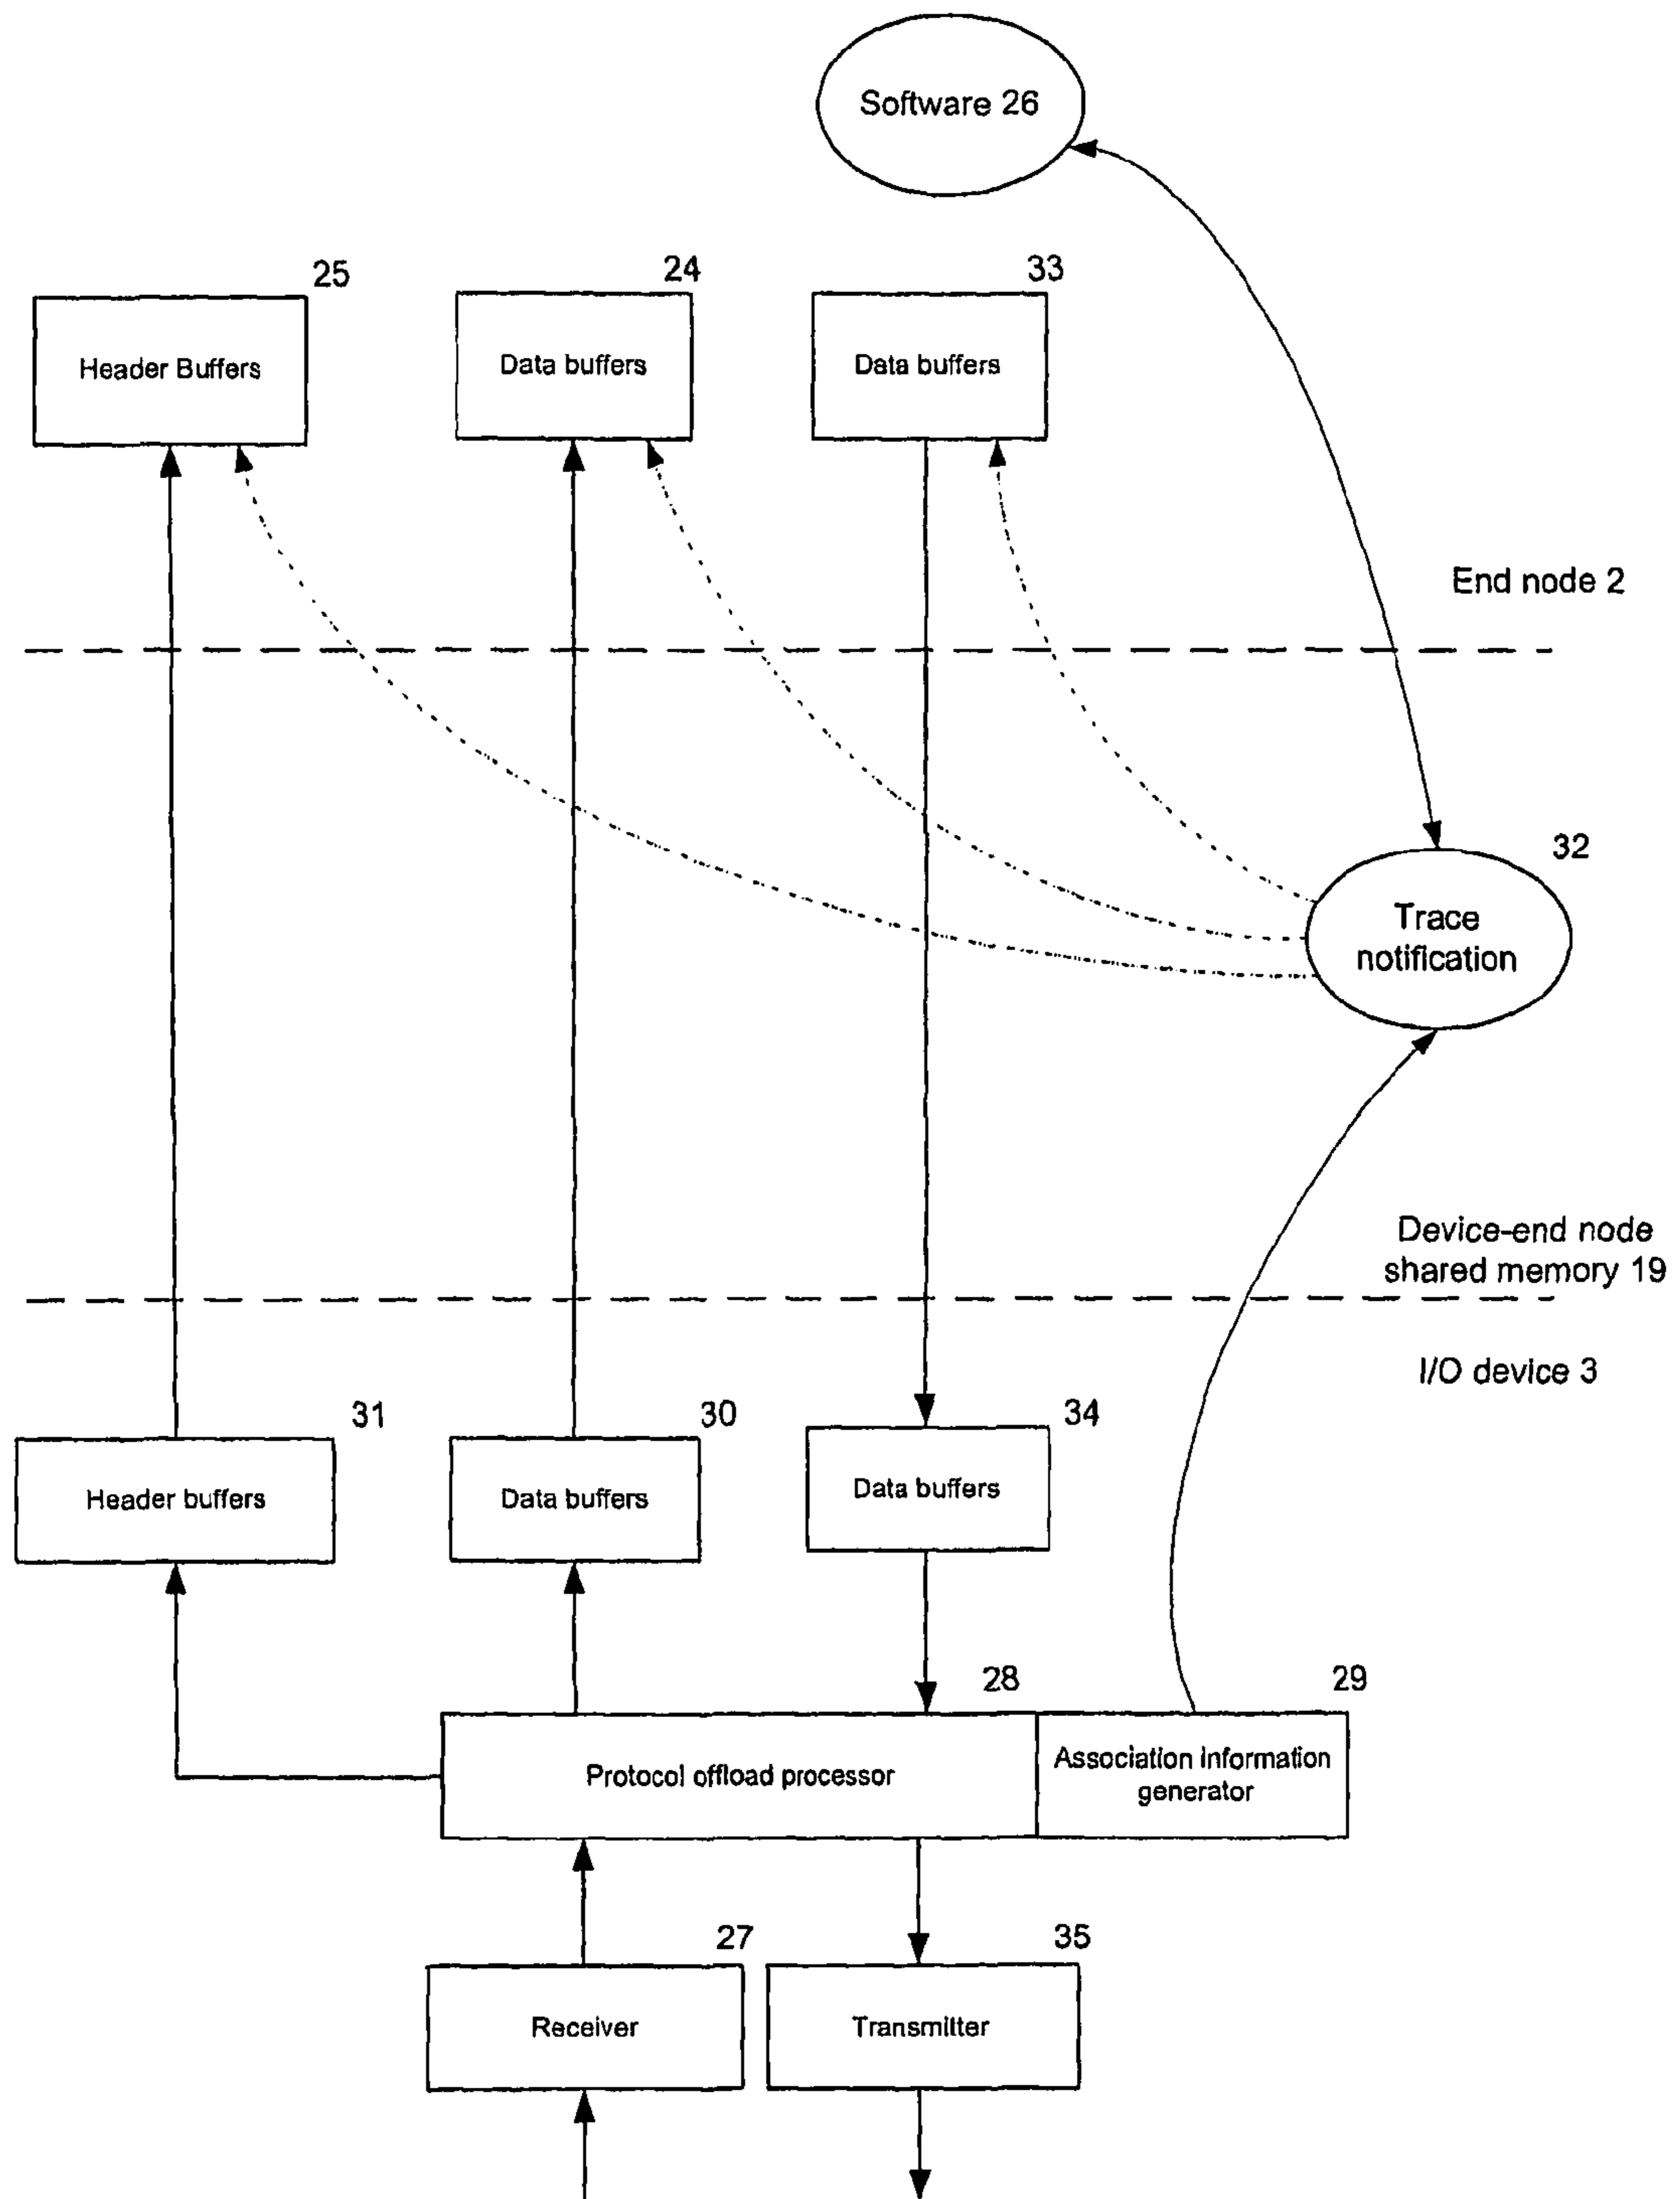 Software 26
25
24
33
Header Buffers
Data buffers
Data buffers
End node 2
32
Trace
notification
Device-end node
shared memory 19
I/O device 3
31
30
34
Header buffers
Data buffers
Data buffers
28
29
Protocol offload processor
Association information
generator
27
35
Receiver
Transmitter